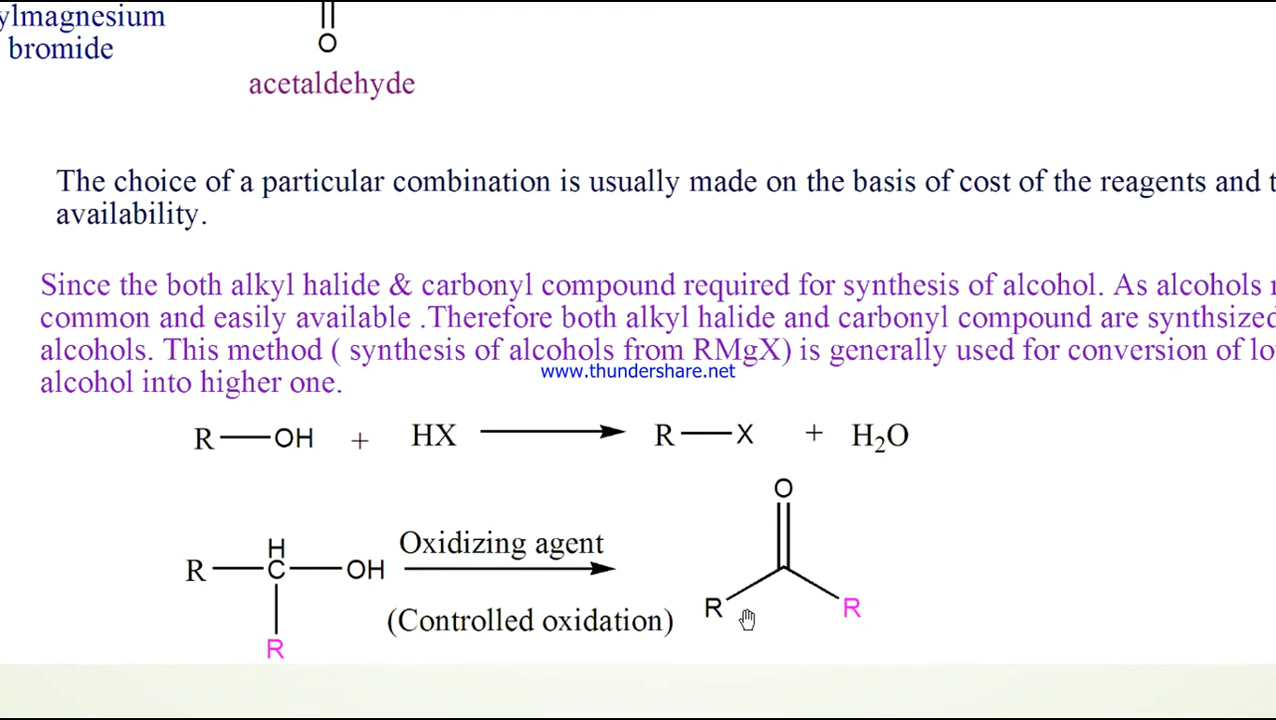 ylmagnesium
bromide
O
acetaldehyde
The choice of a particular combination is usually made on the basis of cost of the reagents and
availability.
Since the both alkyl halide & carbonyl compound required for synthesis of alcohol. As alcohols
common and easily available .Therefore both alkyl halide and carbonyl compound are synthsized
alcohols. This method ( synthesis of alcohols from RMgX) is generally used for conversion of
www.thundershare.net
alcohol into higher one.
R OH + HX R X + H₂O
O
H
Oxidizing agent
R C OH
(Controlled oxidation)
R R
R